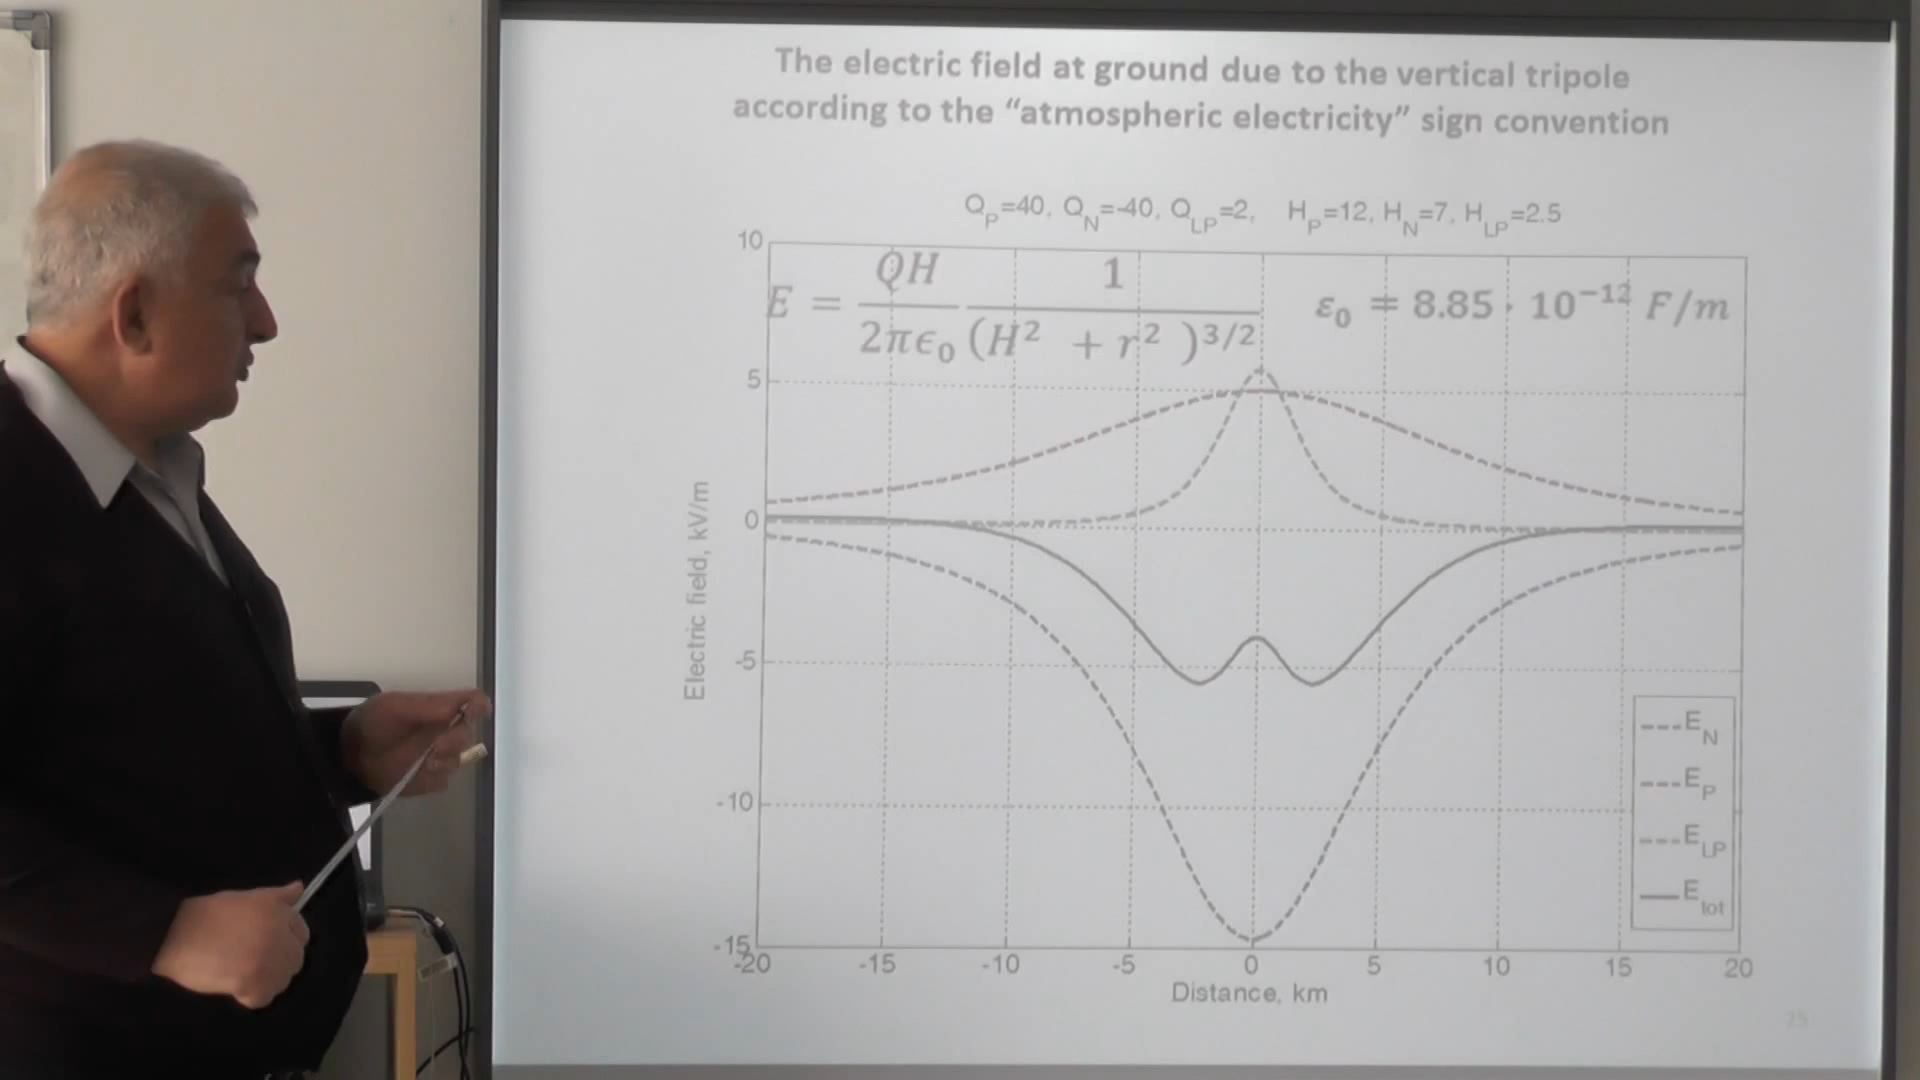 The electric field at ground due to the vertical tripole
according to the “atmospheric electricity” sign convention
Q_P=40, Q_N=-40, Q_LP=2, H_P=12, H_N=7, H_LP=2.5
E = QH / 2πϵ₀ 1 / (H² + r²)^3/2
ε₀ = 8.85 · 10⁻¹² F/m
10
5
0
-5
-10
-15
Electric field, kV/m
-20 -15 -10 -5 0 5 10 15 20
Distance, km
E_N
E_P
E_LP
E_tot
25